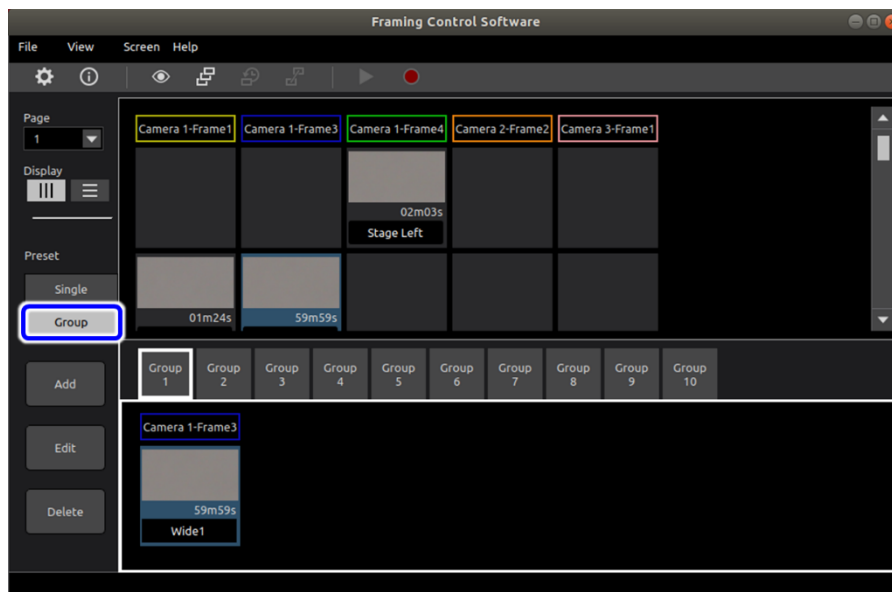 Framing Control Software
File View Screen Help
Page
1
Display
Preset
Single
Group
Add
Edit
Delete
Camera 1-Frame1 Camera 1-Frame3 Camera 1-Frame4 Camera 2-Frame2 Camera 3-Frame1
02m03s
Stage Left
01m24s 59m59s
Group Group Group Group Group Group Group Group Group Group
1 2 3 4 5 6 7 8 9 10
Camera 1-Frame3
59m59s
Wide1